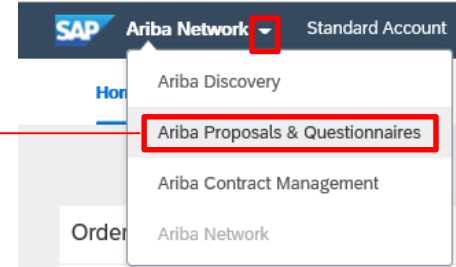 SAP Ariba Network Standard Account
Ariba Discovery
Ariba Proposals & Questionnaires
Ariba Contract Management
Ariba Network